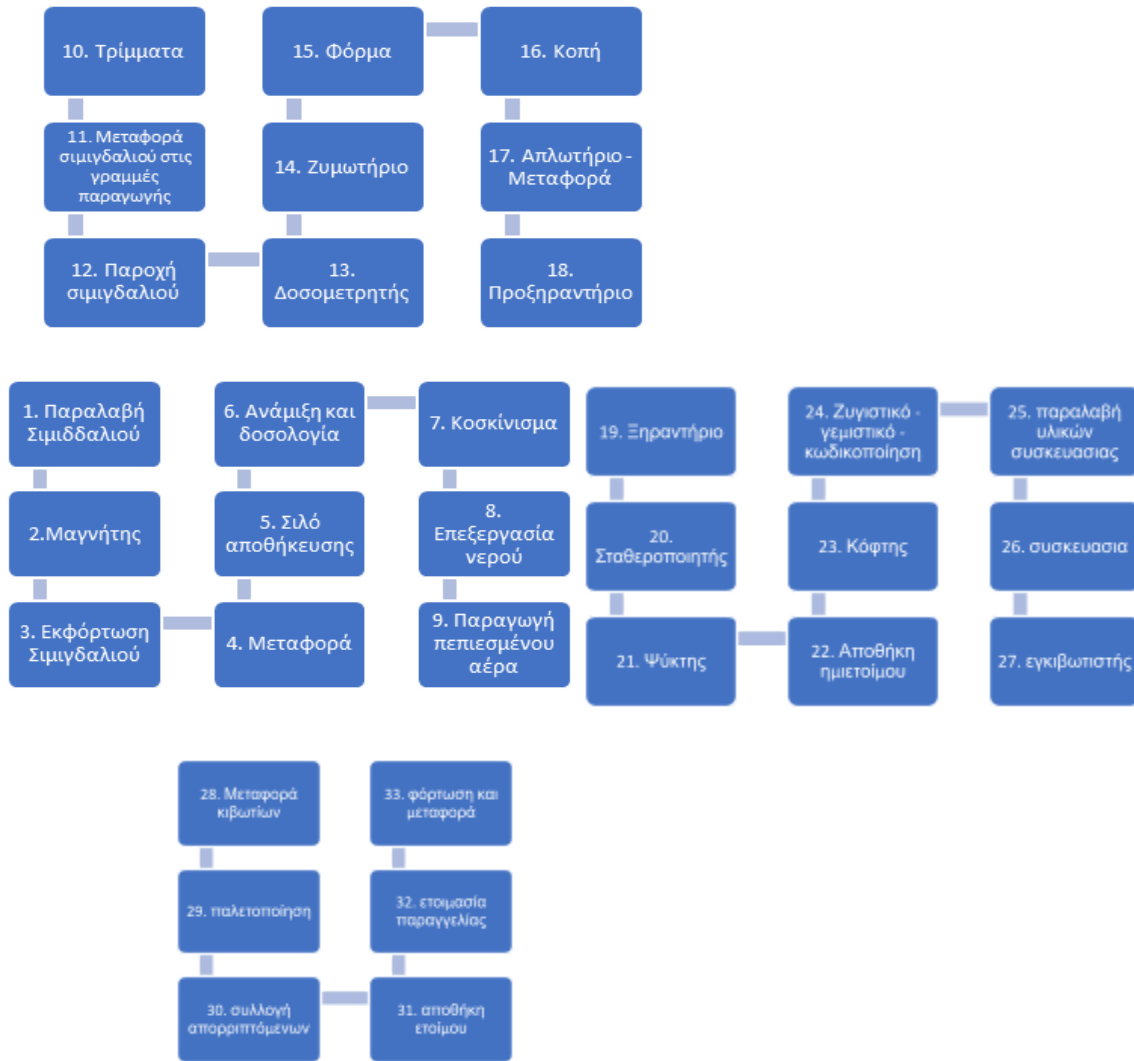 10. Τρίμματα
11. Μεταφορά
σιμιγδαλιού στις
γραμμές
παραγωγής
12. Παροχή
σιμιγδαλιού
13.
Δοσομετρητής
14. Ζυμωτήριο
15. Φόρμα
16. Κοπή
17. Απλωτήριο -
Μεταφορά
18.
Προξηραντήριο
1. Παραλαβή
Σιμιδδαλιού
2.Μαγνήτης
3. Εκφόρτωση
Σιμιγδαλιού
4. Μεταφορά
5. Σιλό
αποθήκευσης
6. Ανάμιξη και
δοσολογία
7. Κοσκίνισμα
8.
Επεξεργασία
νερού
9. Παραγωγή
πεπιεσμένου
αέρα
19. Ξηραντήριο
20.
Σταθεροποιητής
21. Ψύκτης
22. Αποθήκη
ημιετοίμου
23. Κόφτης
24. Ζυγιστικό -
γεμιστικό -
κωδικοποίηση
25. παραλαβή
υλικών
συσκευασιας
26. συσκευασια
27. εγκιβωτιστής
28. Μεταφορά
κιβωτίων
29. παλετοποίηση
30. συλλογή
απορριπτόμενων
31. αποθήκη
ετοίμου
32. ετοιμασία
παραγγελίας
33. φόρτωση και
μεταφορά